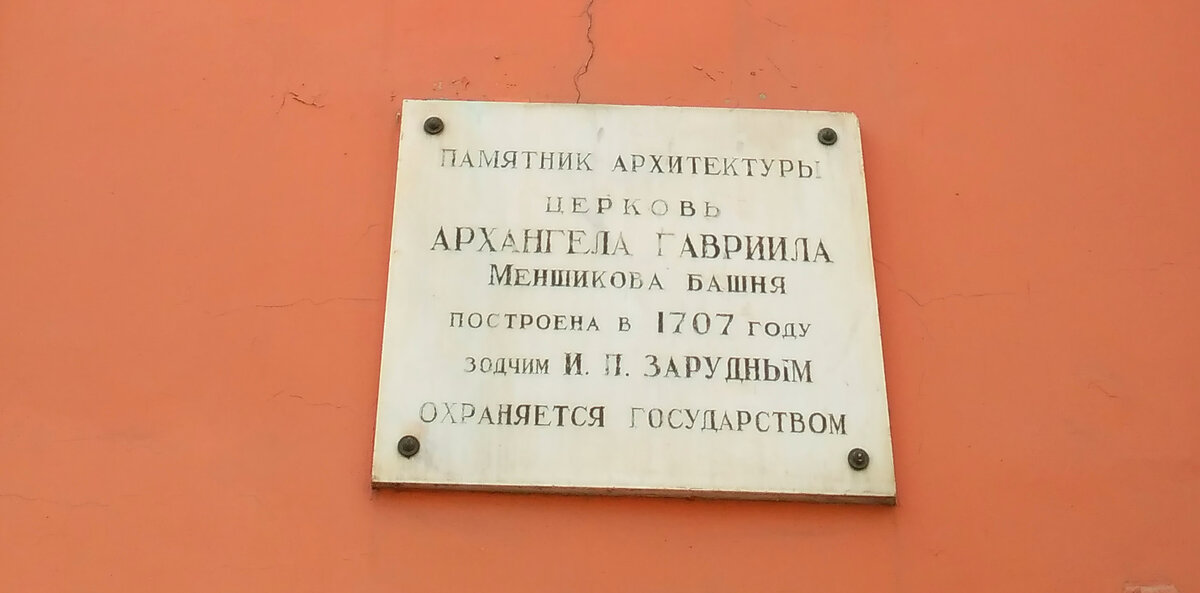 ПАМЯТНИК АРХИТЕКТУРЫ
ЦЕРКОВЬ
АРХАНГЕЛА ГАВРИИЛА
МЕНШИКОВА БАШНЯ
ПОСТРОЕНА В 1707 ГОДУ
ЗОДЧИМ И. П. ЗАРУДНЫМ
ОХРАНЯЕТСЯ ГОСУДАРСТВОМ